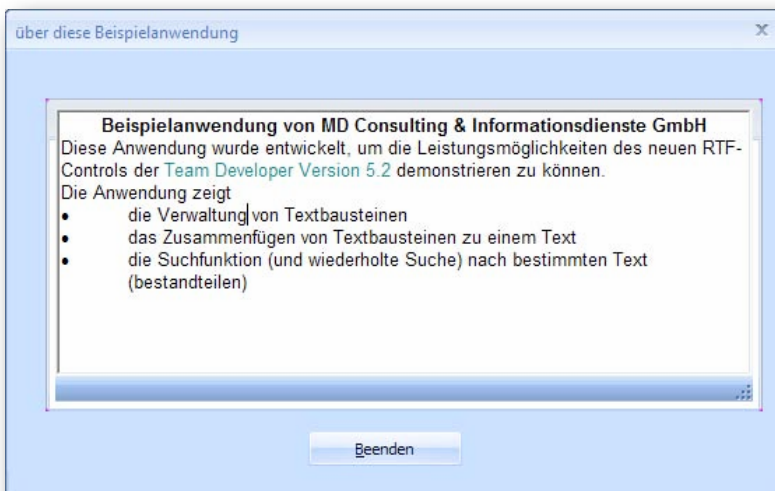 über diese Beispielanwendung
Beispielanwendung von MD Consulting & Informationsdienste GmbH
Diese Anwendung wurde entwickelt, um die Leistungsmöglichkeiten des neuen RTF-
Controls der Team Developer Version 5.2 demonstrieren zu können.
Die Anwendung zeigt
• die Verwaltung von Textbausteinen
• das Zusammenfügen von Textbausteinen zu einem Text
• die Suchfunktion (und wiederholte Suche) nach bestimmten Text
(bestandteilen)
Beenden